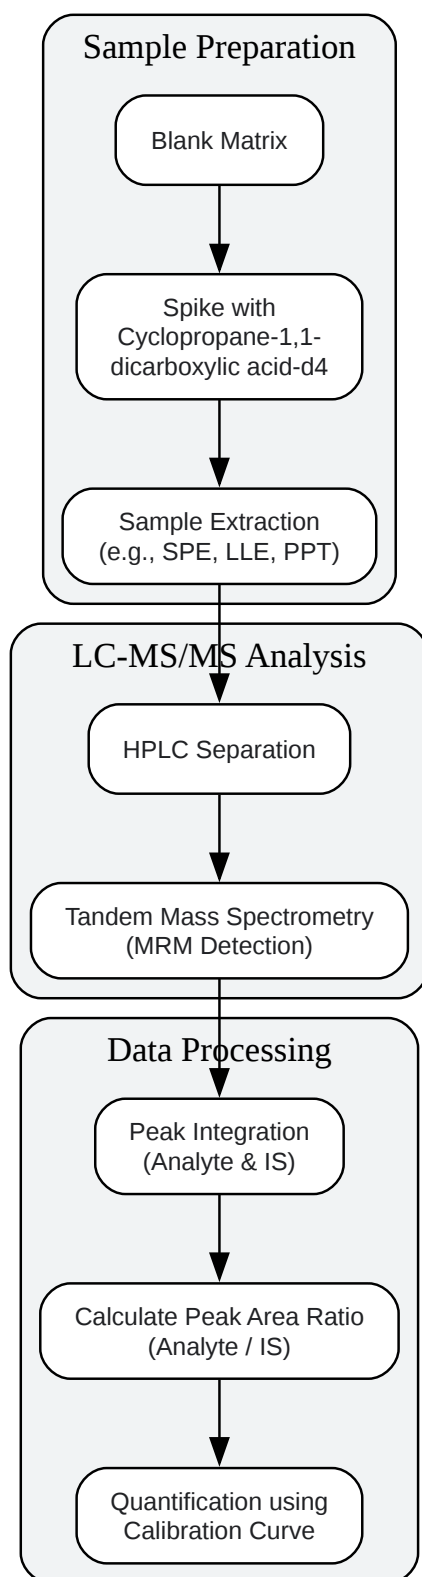 Sample Preparation
Blank Matrix
Spike with
Cyclopropane-1,1-
dicarboxylic acid-d4
Sample Extraction
(e.g., SPE, LLE, PPT)
LC-MS/MS Analysis
HPLC Separation
Tandem Mass Spectrometry
(MRM Detection)
Data Processing
Peak Integration
(Analyte & IS)
Calculate Peak Area Ratio
(Analyte / IS)
Quantification using
Calibration Curve